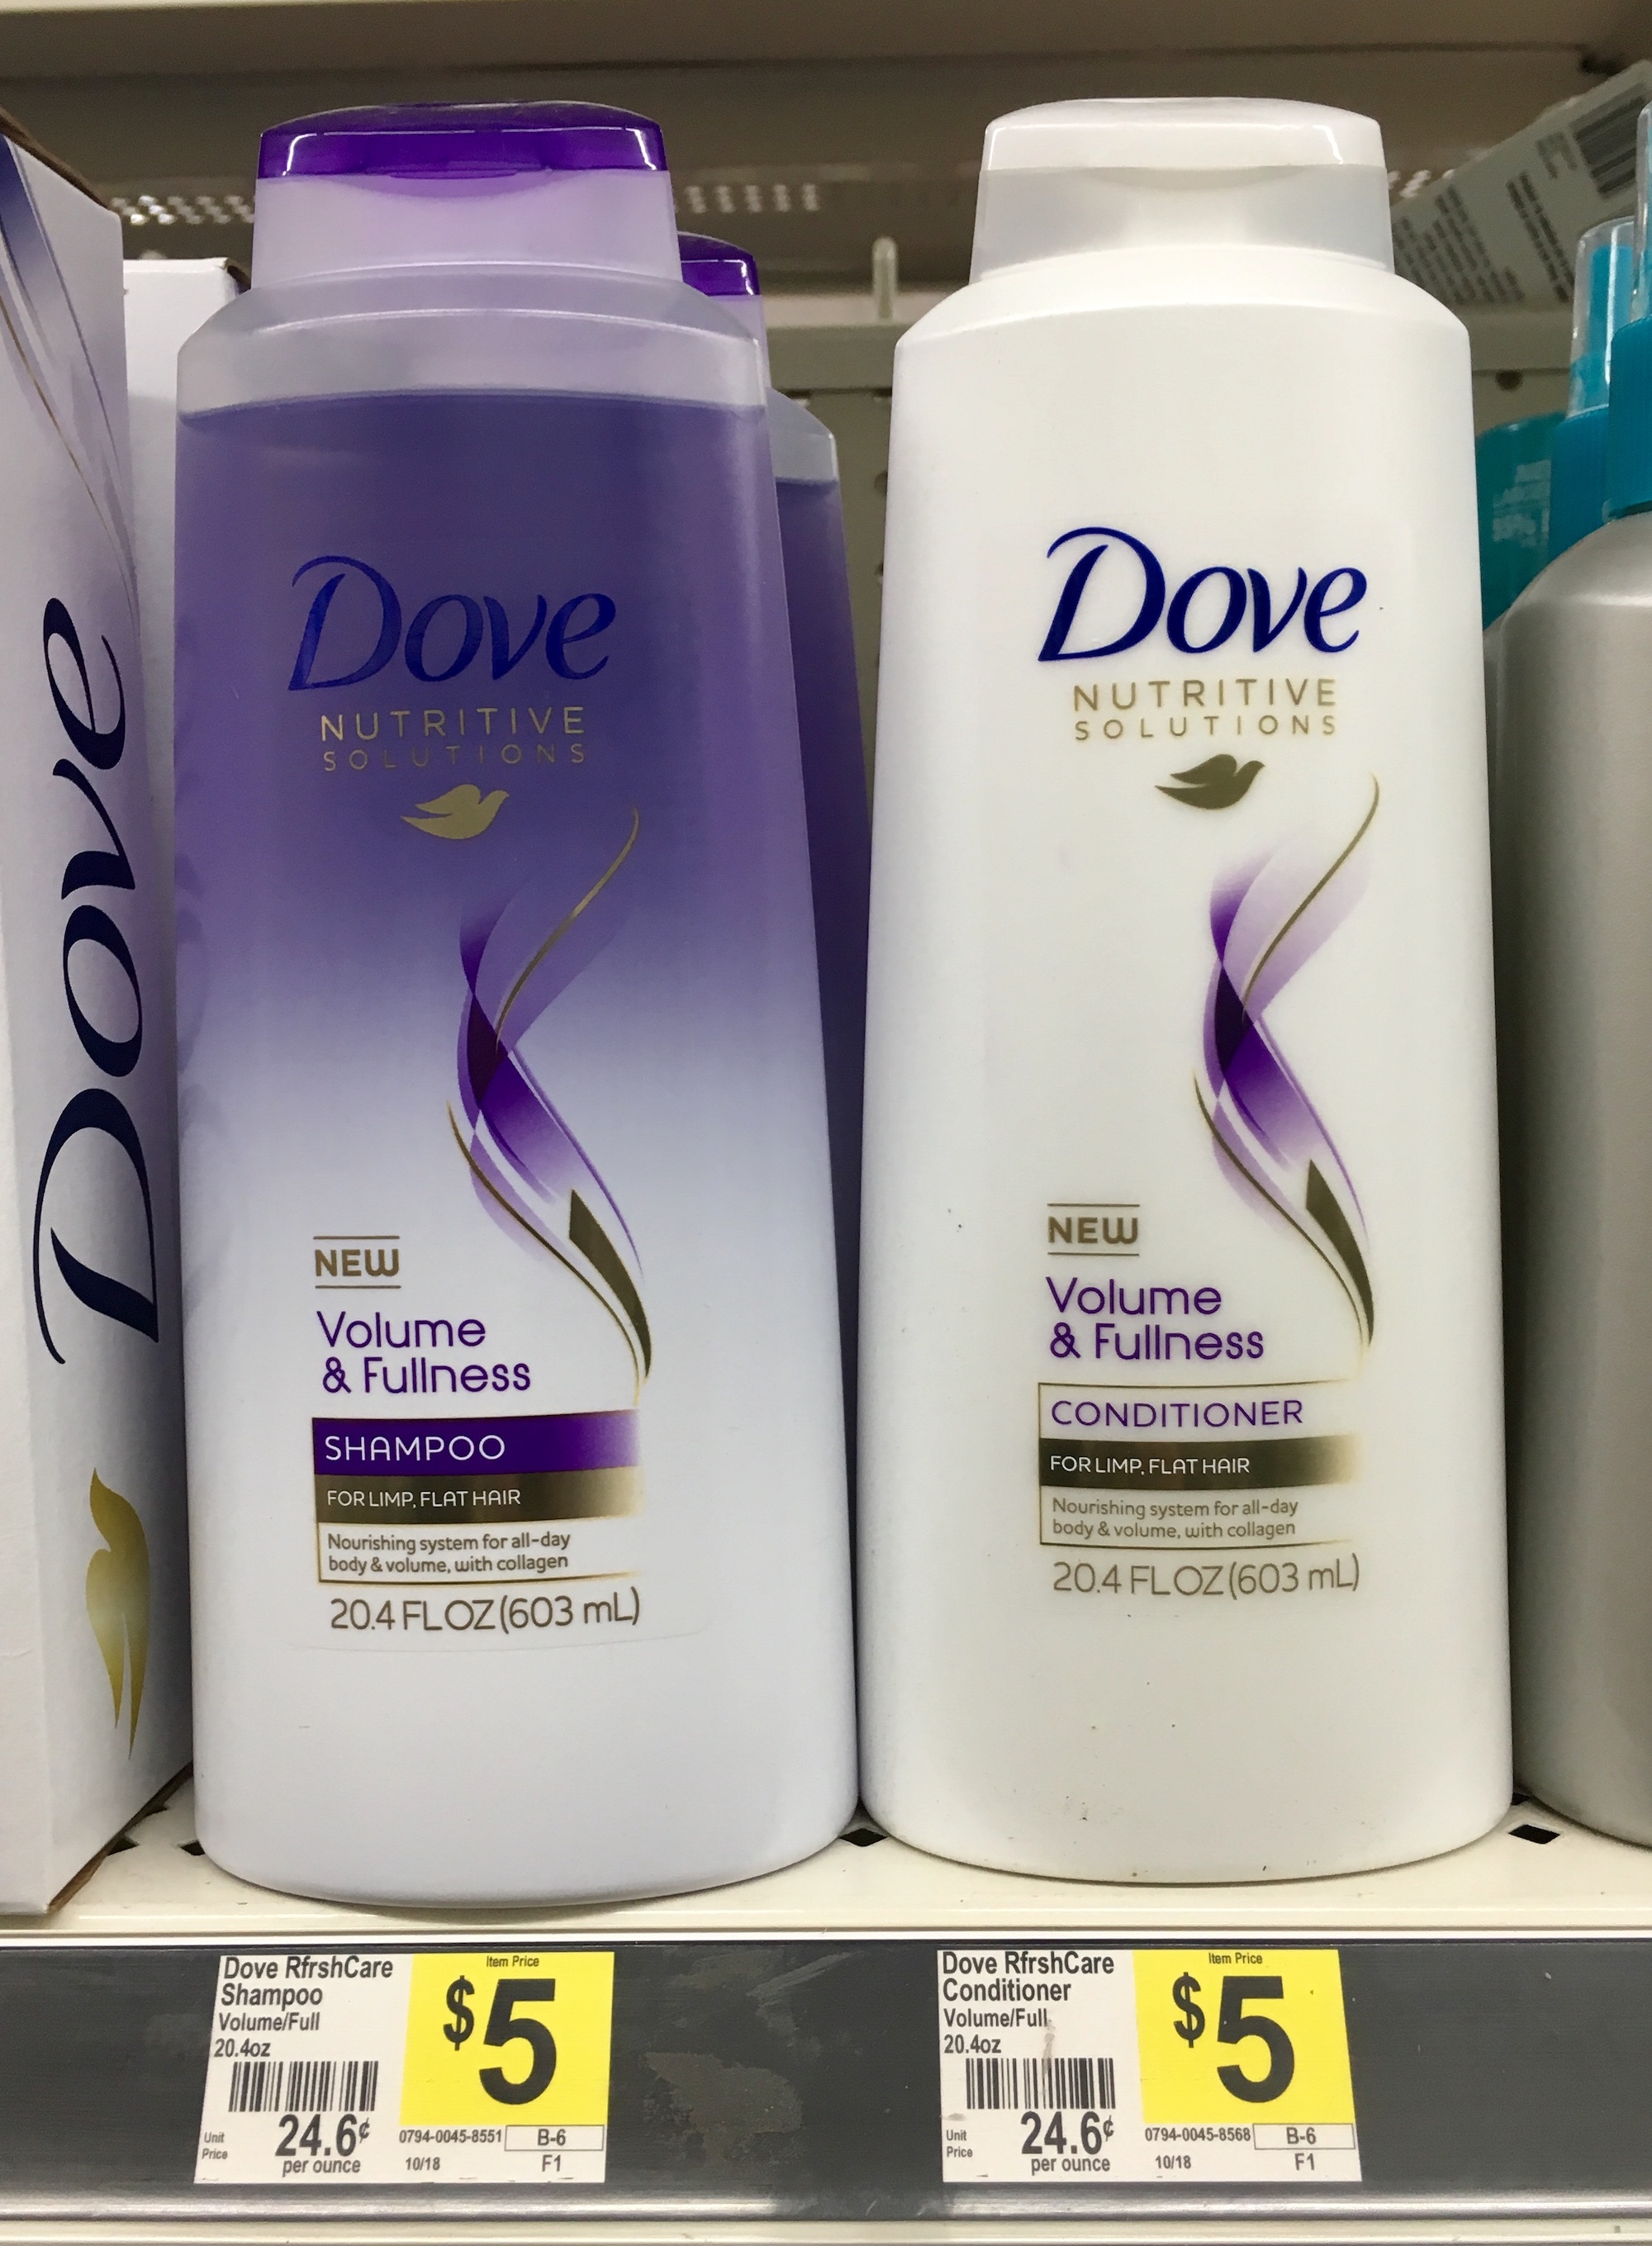 Dove
Dove
NUTRITIVE
SOLUTIONS
NEW
Volume
& Fullness
SHAMPOO
FOR LIMP, FLAT HAIR
Nourishing system for all-day
body & volume, with collagen
20.4 FL OZ (603 mL)
Dove
NUTRITIVE
SOLUTIONS
NEW
Volume
& Fullness
CONDITIONER
FOR LIMP, FLAT HAIR
Nourishing system for all-day
body & volume, with collagen
20.4 FL OZ (603 mL)
Dove RfrshCare
Shampoo
Volume/Full
20.4oz
Item Price
$5
Unit
Price
24.6¢
per ounce
0794-0045-8551
B-6
10/18
F1
Dove RfrshCare
Conditioner
Volume/Full
20.4oz
Item Price
$5
Unit
Price
24.6¢
per ounce
0794-0045-8568
B-6
10/18
F1